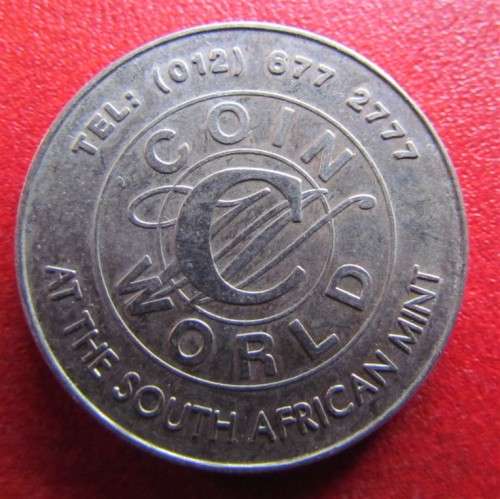 TEL: (012) 677 2777
COIN
C
WORLD
AT THE SOUTH AFRICAN MINT